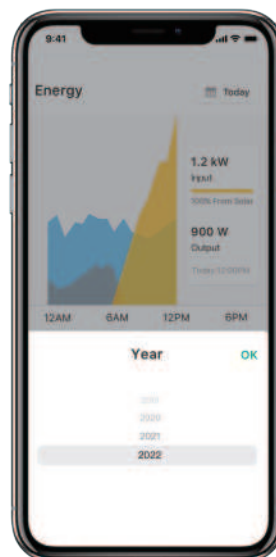 9:41
Energy
Today
1.2 kW
Input
100% From Solar
900 W
Output
Today 12:00PM
12AM 6AM 12PM 6PM
Year OK
2020
2021
2022